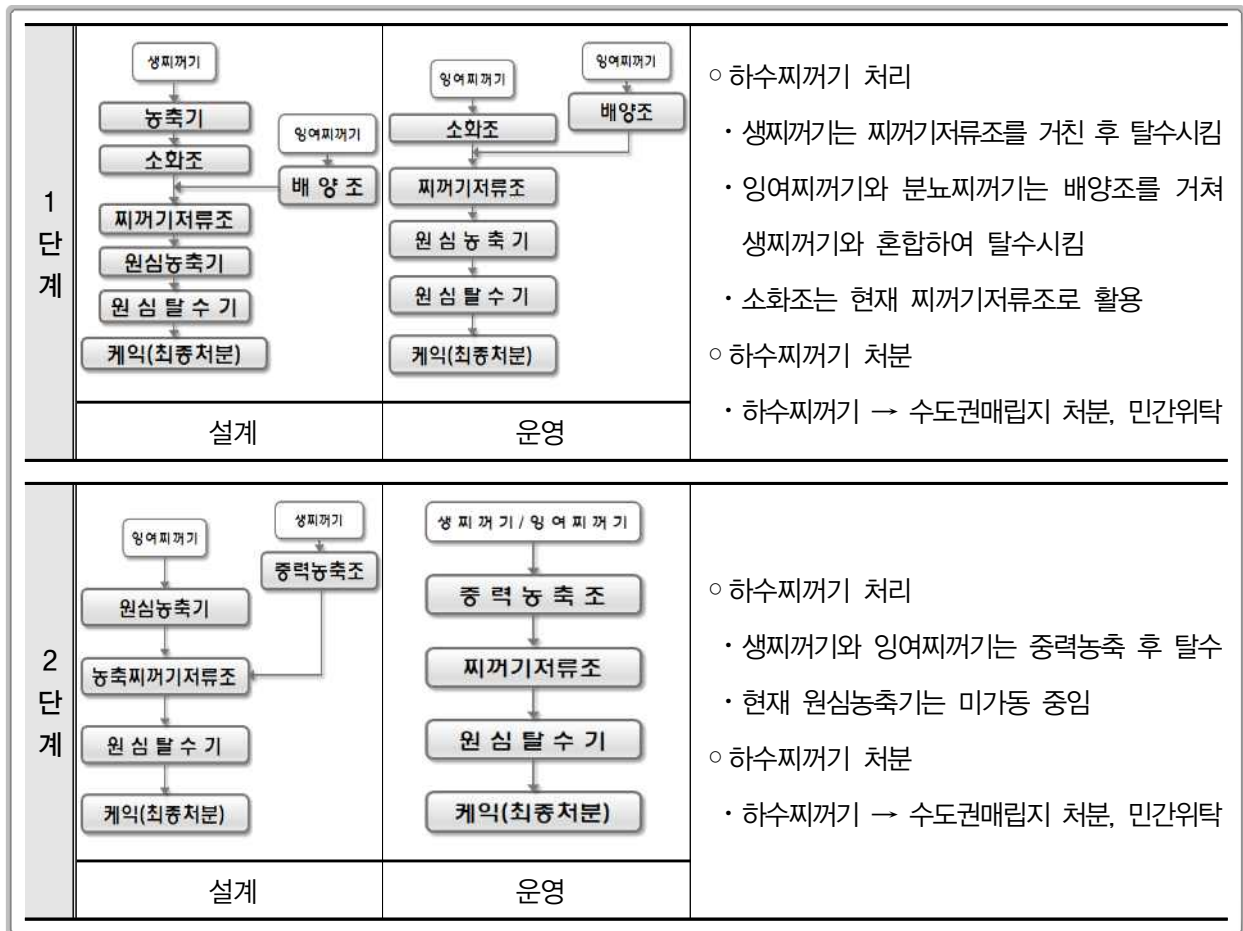 1단계
생찌꺼기
농축기
소화조
잉여찌꺼기
배 양 조
찌꺼기저류조
원심농축기
원 심 탈 수 기
케익(최종처분)
설계
잉여찌꺼기
소화조
잉여찌꺼기
배양조
찌꺼기저류조
원 심 농 축 기
원 심 탈 수 기
케익(최종처분)
운영
○ 하수찌꺼기 처리
· 생찌꺼기는 찌꺼기저류조를 거친 후 탈수시킴
· 잉여찌꺼기와 분뇨찌꺼기는 배양조를 거쳐
생찌꺼기와 혼합하여 탈수시킴
· 소화조는 현재 찌꺼기저류조로 활용
○ 하수찌꺼기 처분
· 하수찌꺼기 → 수도권매립지 처분, 민간위탁
2단계
잉여찌꺼기
원심농축기
생찌꺼기
중력농축조
농축찌꺼기저류조
원 심 탈 수 기
케익(최종처분)
설계
생 찌 꺼 기 / 잉 여 찌 꺼 기
중 력 농 축 조
찌꺼기저류조
원 심 탈 수 기
케익(최종처분)
운영
○ 하수찌꺼기 처리
· 생찌꺼기와 잉여찌꺼기는 중력농축 후 탈수
· 현재 원심농축기는 미가동 중임
○ 하수찌꺼기 처분
· 하수찌꺼기 → 수도권매립지 처분, 민간위탁